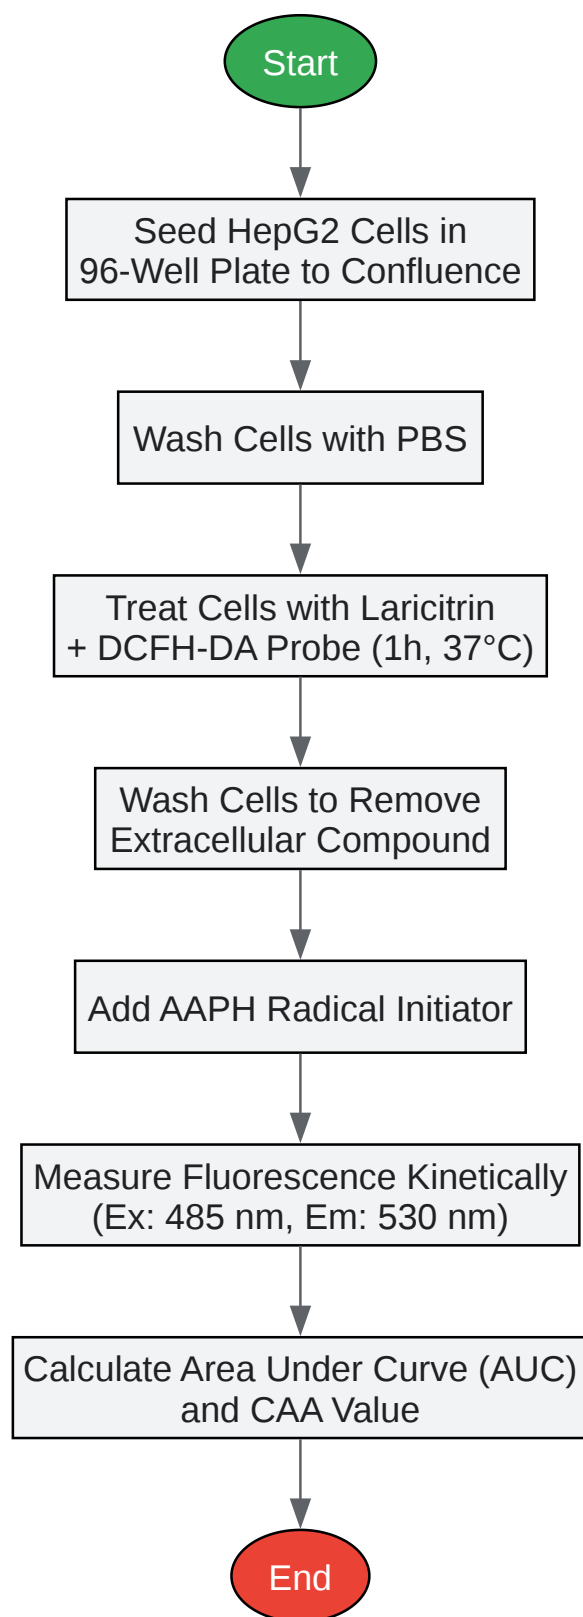 Start
Seed HepG2 Cells in
96-Well Plate to Confluence
Wash Cells with PBS
Treat Cells with Laricitrin
+ DCFH-DA Probe (1h, 37°C)
Wash Cells to Remove
Extracellular Compound
Add AAPH Radical Initiator
Measure Fluorescence Kinetically
(Ex: 485 nm, Em: 530 nm)
Calculate Area Under Curve (AUC)
and CAA Value
End